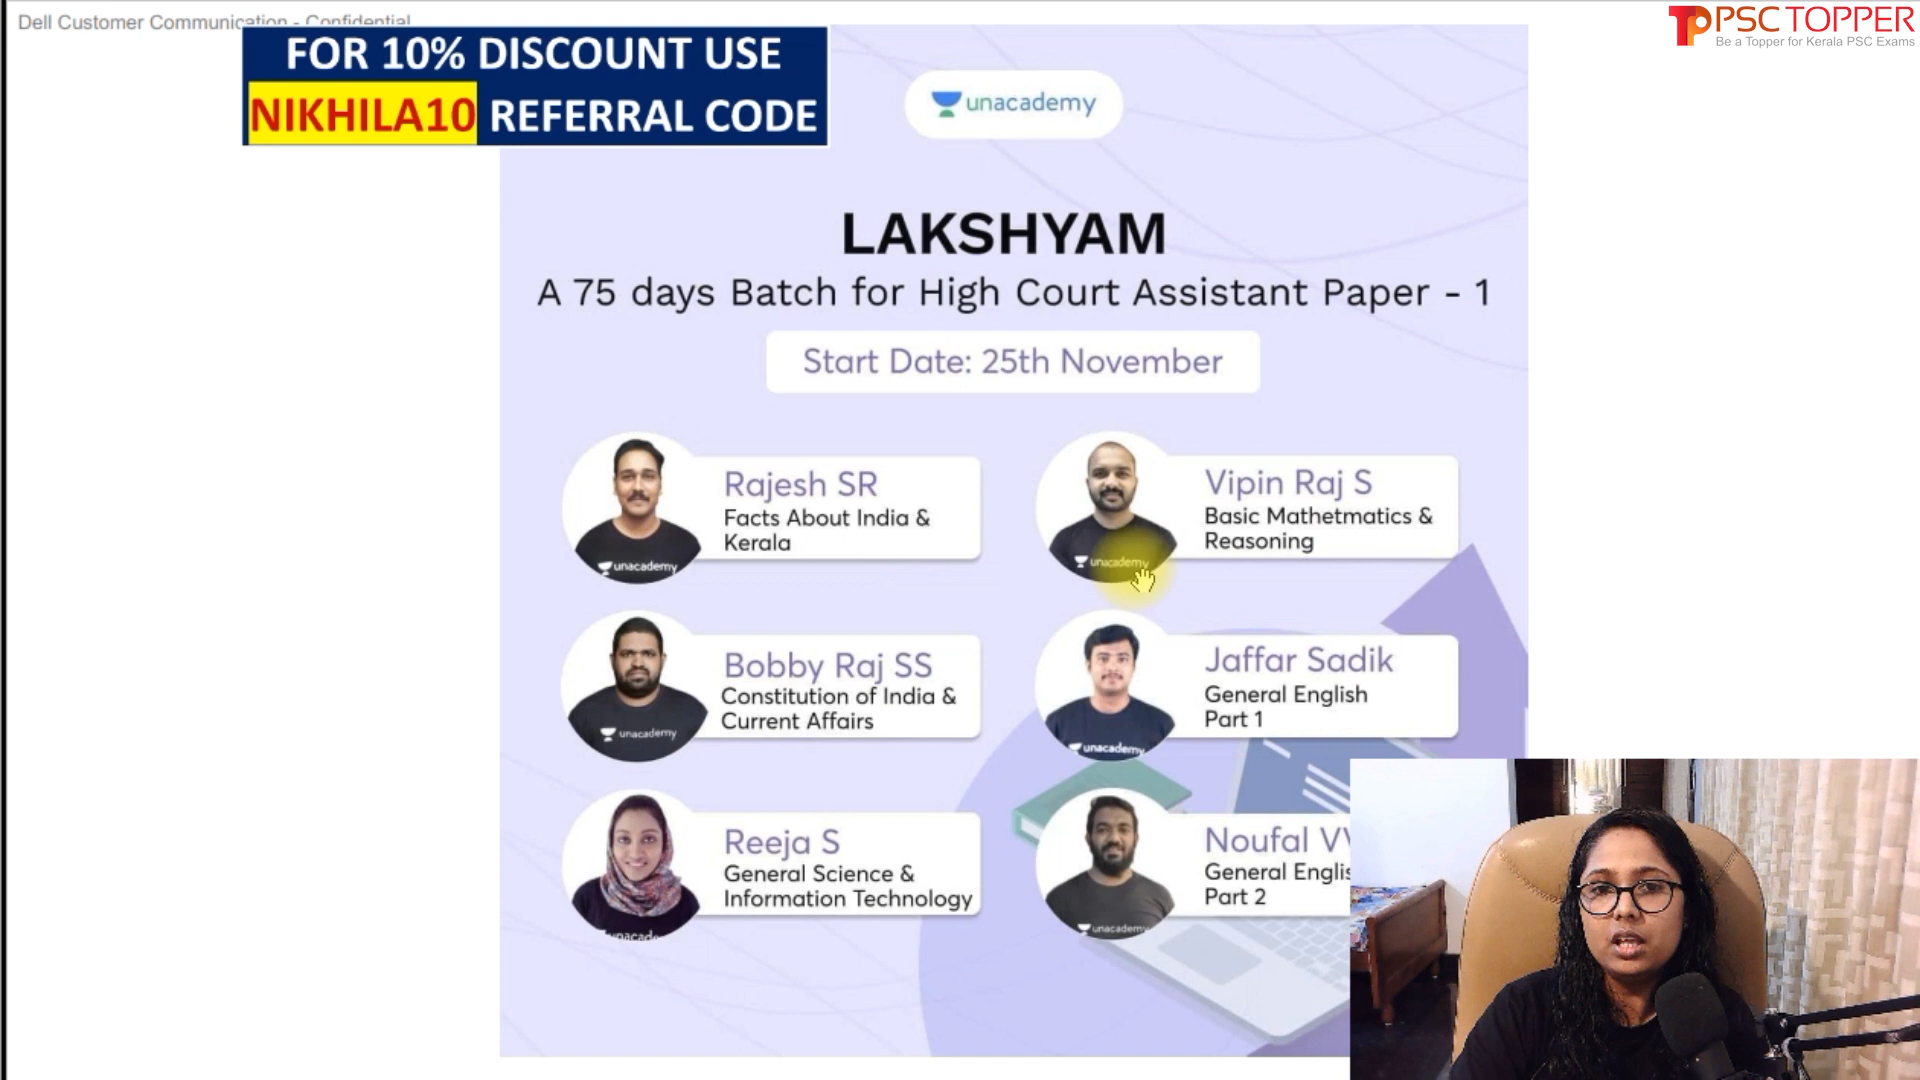 Dell Customer Communication - Confidential
PSC TOPPER
Be a Topper for Kerala PSC Exams
FOR 10% DISCOUNT USE
NIKHILA10 REFERRAL CODE
unacademy
LAKSHYAM
A 75 days Batch for High Court Assistant Paper - 1
Start Date: 25th November
Rajesh SR
Facts About India &
Kerala
unacademy
Vipin Raj S
Basic Mathetmatics &
Reasoning
unacademy
Bobby Raj SS
Constitution of India &
Current Affairs
unacademy
Jaffar Sadik
General English
Part 1
unacademy
Reeja S
General Science &
Information Technology
Noufal
General
Part 2
unacademy